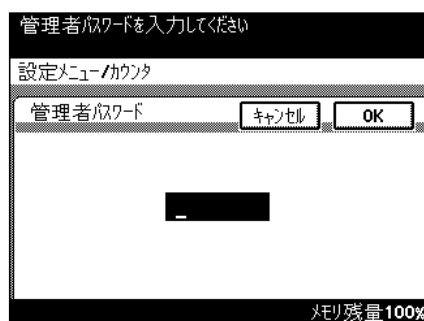 管理者ﾊﾟｽﾜｰﾄﾞを入力してください
設定ﾒﾆｭｰ/ｶｳﾝﾀ
管理者ﾊﾟｽﾜｰﾄﾞ
ｷｬﾝｾﾙ
OK
ﾒﾓﾘ残量100%